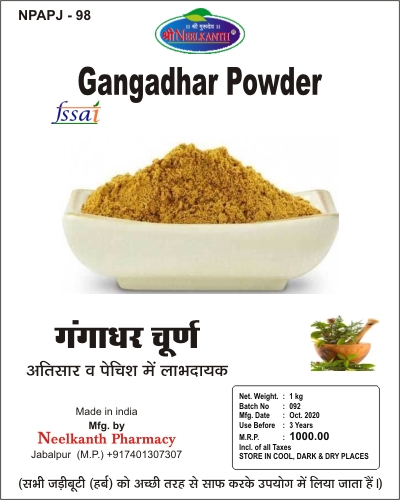 NPAPJ - 98
|| श्री गुरूदेव ||
श्री NEELKANTH
Gangadhar Powder
fssai
गंगाधर चूर्ण
अतिसार व पेचिश में लाभदायक
Made in india
Mfg. by
Neelkanth Pharmacy
Jabalpur (M.P.) +917401307307
Net. Weight. : 1 kg
Batch No : 092
Mfg. Date : Oct. 2020
Use Before : 3 Years
M.R.P. : 1000.00
Incl. of all Taxes
STORE IN COOL, DARK & DRY PLACES
(सभी जड़ीबूटी (हर्ब) को अच्छी तरह से साफ करके उपयोग में लिया जाता हैं।)